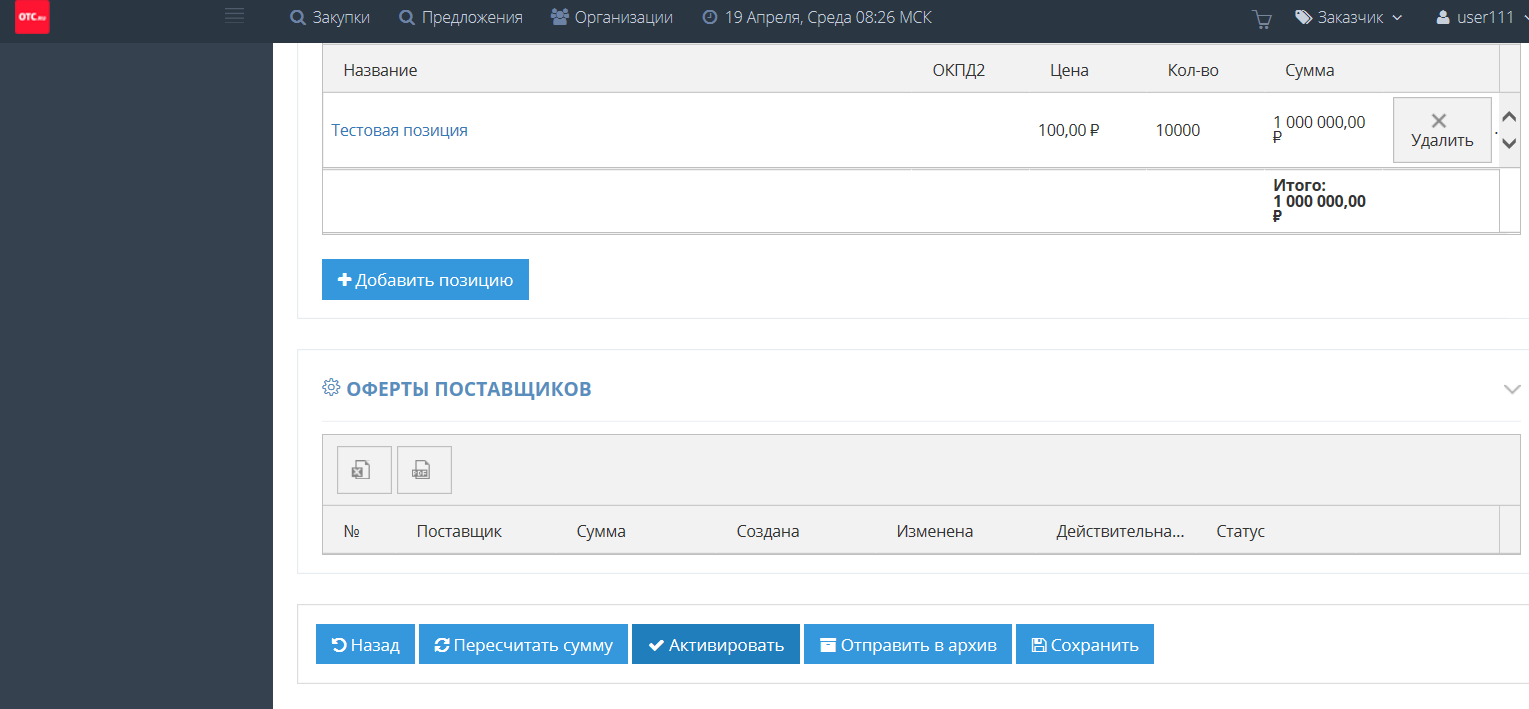 OTC.RU Закупки Предложения Организации 19 Апреля, Среда 08:26 МСК Заказчик user111
Название ОКПД2 Цена Кол-во Сумма
Тестовая позиция 100,00 ₽ 10000 1 000 000,00
₽
Удалить
Итого:
1 000 000,00
₽
Добавить позицию
ОФЕРТЫ ПОСТАВЩИКОВ
PDF
№ Поставщик Сумма Создана Изменена Действительна... Статус
Назад Пересчитать сумму Активировать Отправить в архив Сохранить